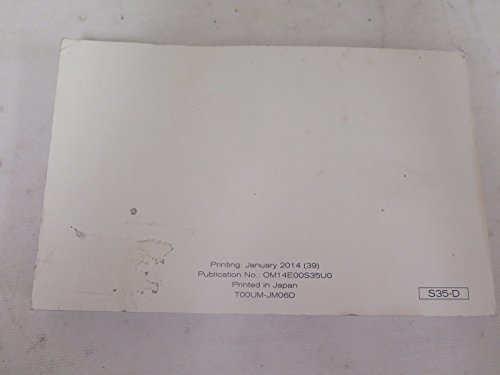 Printing: January 2014 (39)
Publication No.: OM14E00S35U0
Printed in Japan
T00UM-JM06D
S35-D